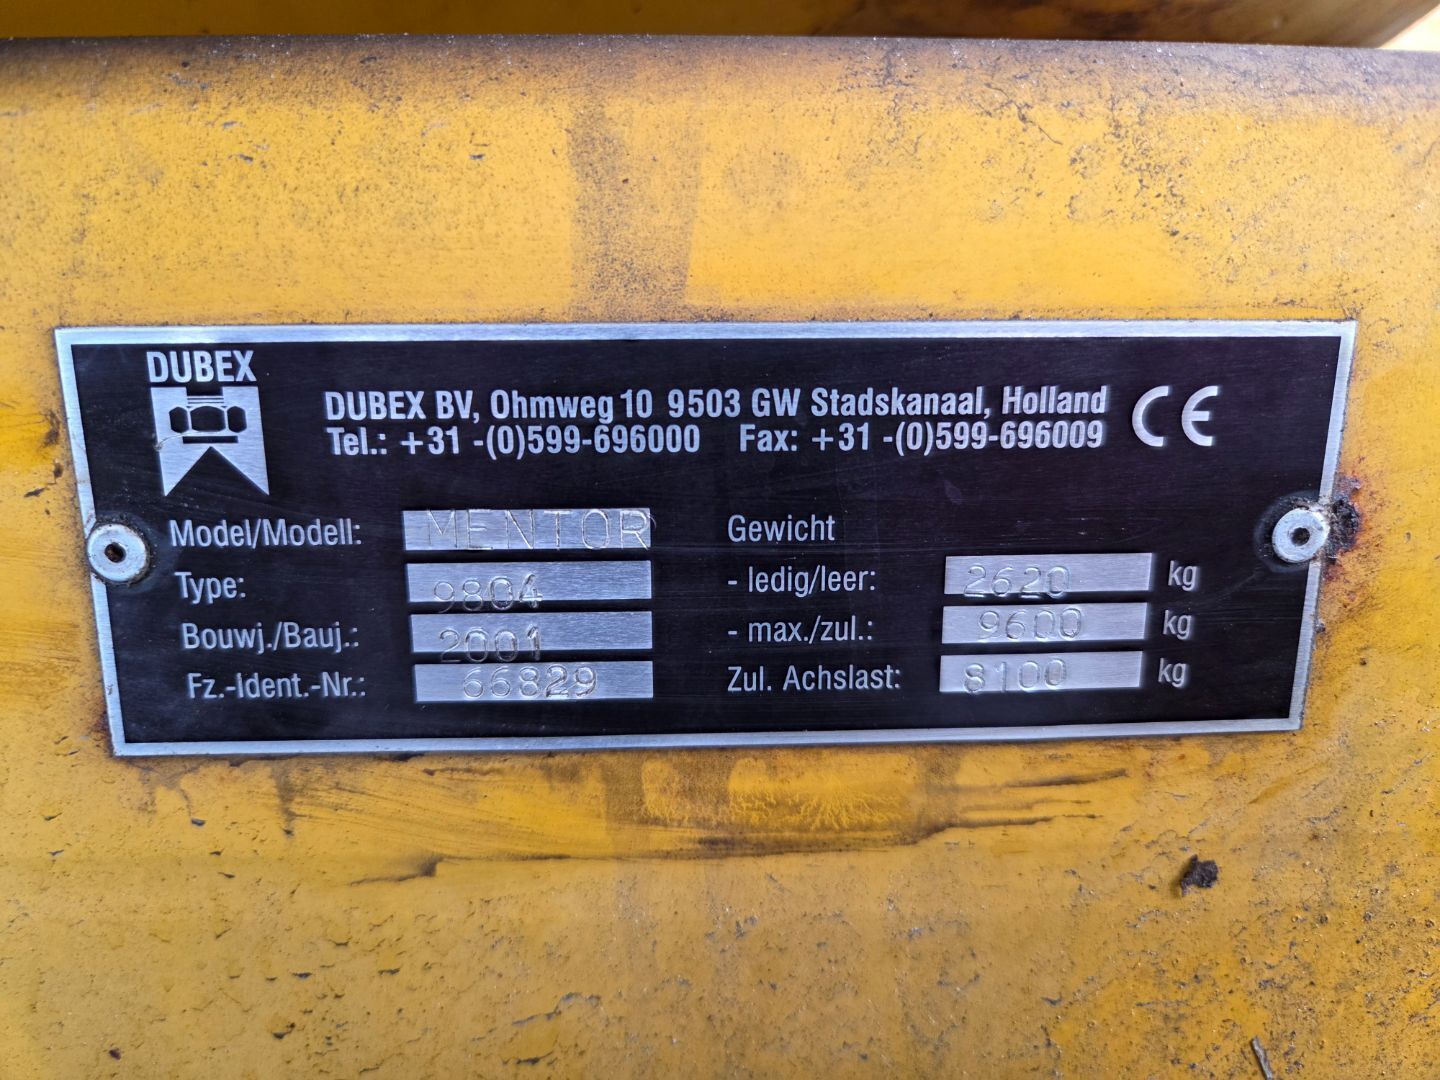 DUBEX
DUBEX BV, Ohmweg 10 9503 GW Stadskanaal, Holland
Tel.: +31 -(0)599-696000 Fax: +31 -(0)599-696009
CE
Model/Modell: MENTOR
Type: 9804
Bouwj./Bauj.: 2001
Fz.-Ident.-Nr.: 66829
Gewicht
- ledig/leer: 2620 kg
- max./zul.: 9600 kg
Zul. Achslast: 8100 kg